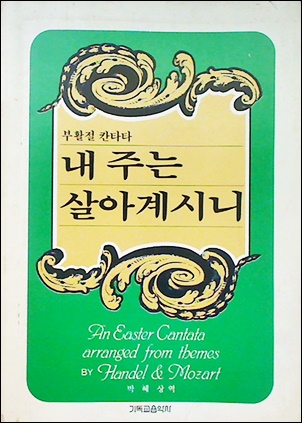 부활절 칸타타
내 주는
살아계시니
An Easter Cantata
arranged from themes
BY Handel & Mozart
박혜상역
기독교음악사